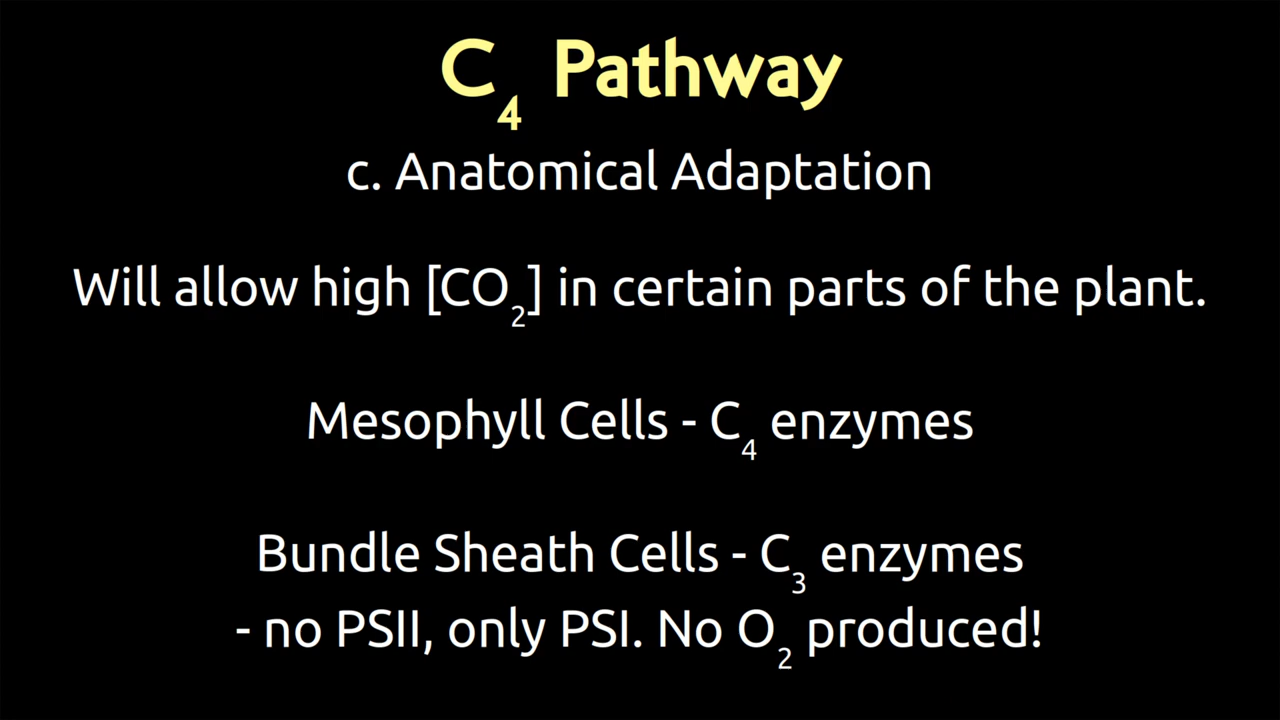 C₄ Pathway
c. Anatomical Adaptation
Will allow high [CO₂] in certain parts of the plant.
Mesophyll Cells - C₄ enzymes
Bundle Sheath Cells - C₃ enzymes
- no PSII, only PSI. No O₂ produced!